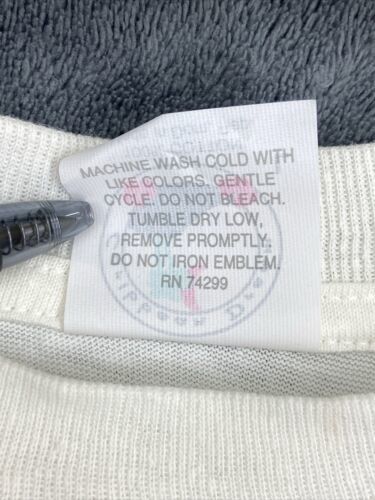 MACHINE WASH COLD WITH
LIKE COLORS. GENTLE
CYCLE. DO NOT BLEACH.
TUMBLE DRY LOW,
REMOVE PROMPTLY.
DO NOT IRON EMBLEM.
RN 74299